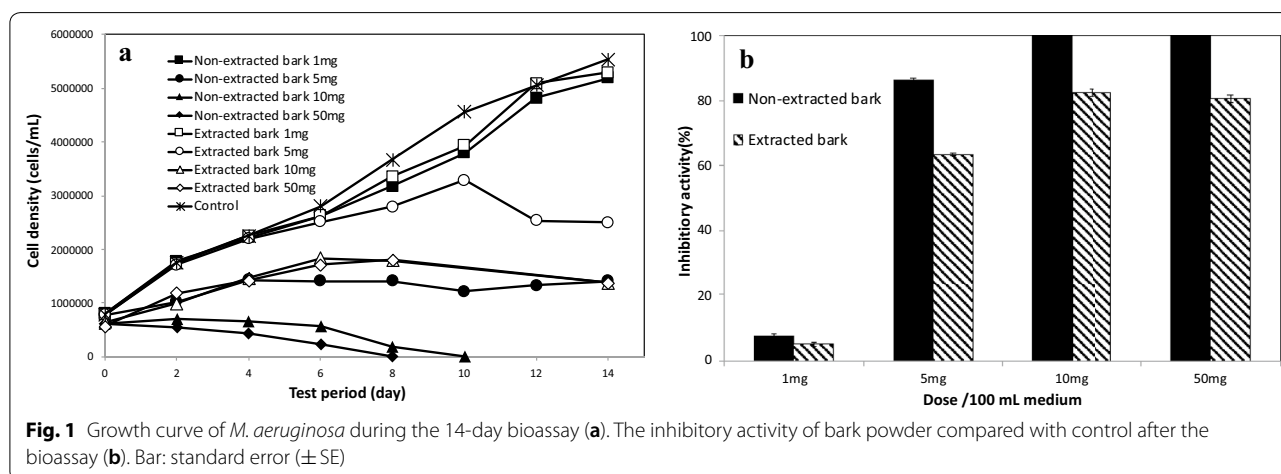 a
Cell density (cells/mL)
6000000
5000000
4000000
3000000
2000000
1000000
0
Non-extracted bark 1mg
Non-extracted bark 5mg
Non-extracted bark 10mg
Non-extracted bark 50mg
Extracted bark 1mg
Extracted bark 5mg
Extracted bark 10mg
Extracted bark 50mg
Control
0 2 4 6 8 10 12 14
Test period (day)
b
Inhibitiory activity(%)
100
80
60
40
20
0
Non-extracted bark
Extracted bark
1mg 5mg 10mg 50mg
Dose /100 mL medium
Fig. 1 Growth curve of M. aeruginosa during the 14-day bioassay (a). The inhibitory activity of bark powder compared with control after the
bioassay (b). Bar: standard error (±SE)